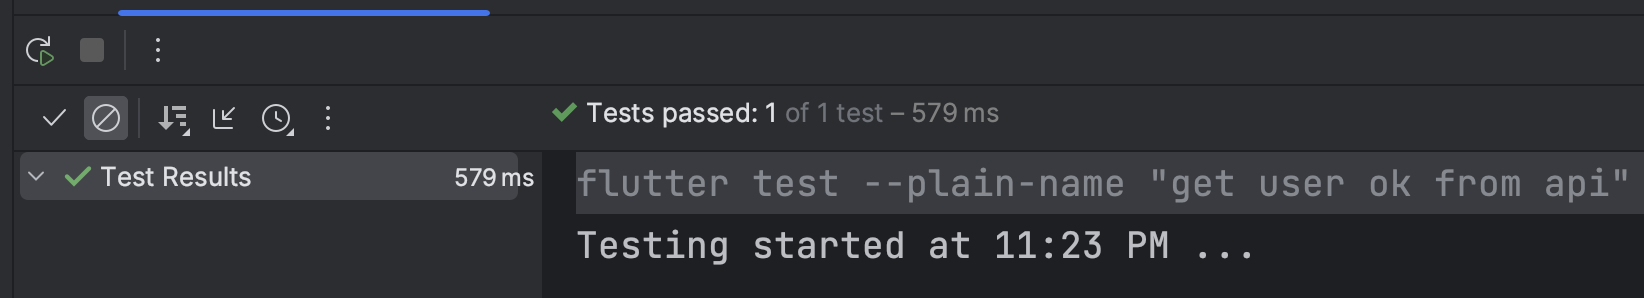 Tests passed: 1 of 1 test – 579 ms
Test Results 579 ms
flutter test --plain-name "get user ok from api"
Testing started at 11:23 PM ...